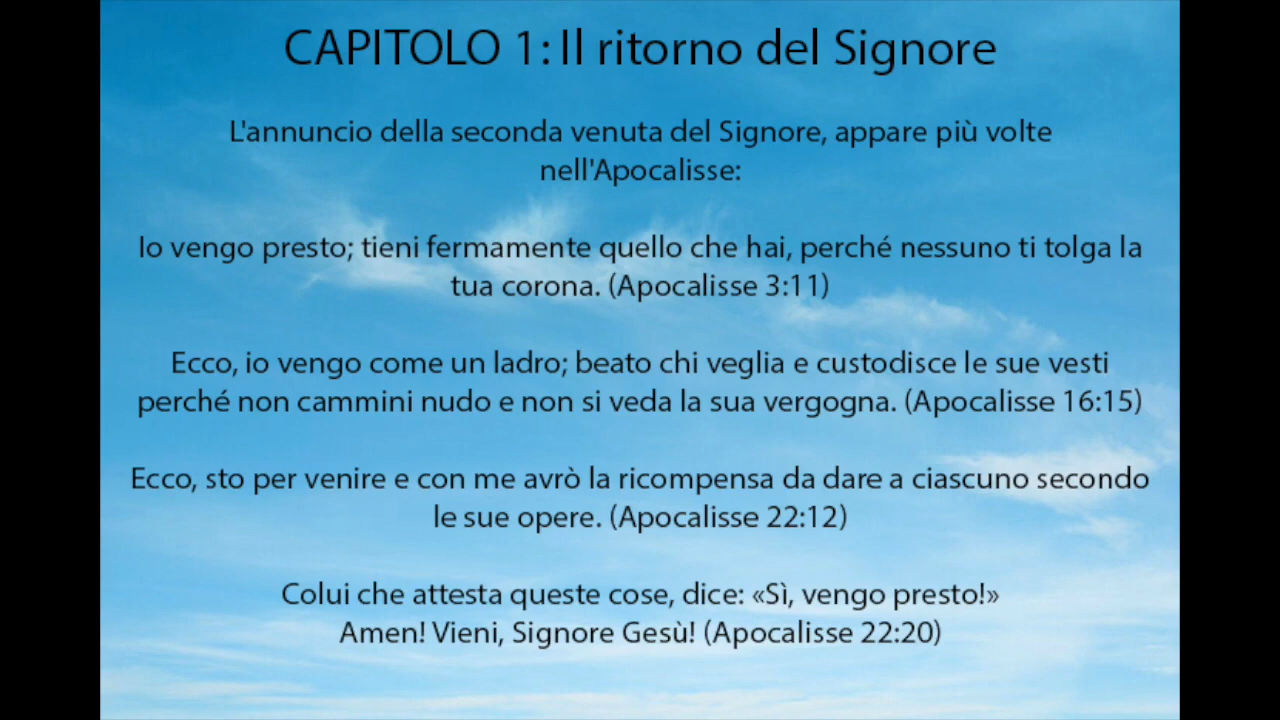 CAPITOLO 1: Il ritorno del Signore
L'annuncio della seconda venuta del Signore, appare più volte
nell'Apocalisse:
Io vengo presto; tieni fermamente quello che hai, perché nessuno ti tolga la
tua corona. (Apocalisse 3:11)
Ecco, io vengo come un ladro; beato chi veglia e custodisce le sue vesti
perché non cammini nudo e non si veda la sua vergogna. (Apocalisse 16:15)
Ecco, sto per venire e con me avrò la ricompensa da dare a ciascuno secondo
le sue opere. (Apocalisse 22:12)
Colui che attesta queste cose, dice: «Sì, vengo presto!»
Amen! Vieni, Signore Gesù! (Apocalisse 22:20)